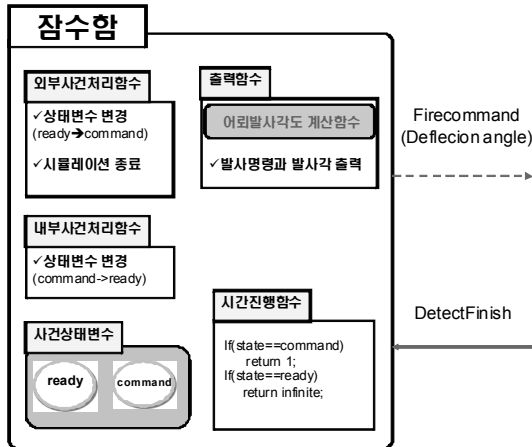 잠수함
외부사건처리함수
✓상태변수 변경
(ready➔command)
✓시뮬레이션 종료
출력함수
어뢰발사각도 계산함수
✓발사명령과 발사각 출력
Firecommand
(Deflecion angle)
내부사건처리함수
✓상태변수 변경
(command->ready)
시간진행함수
If(state==command)
return 1;
If(state==ready)
return infinite;
DetectFinish
사건상태변수
ready
command